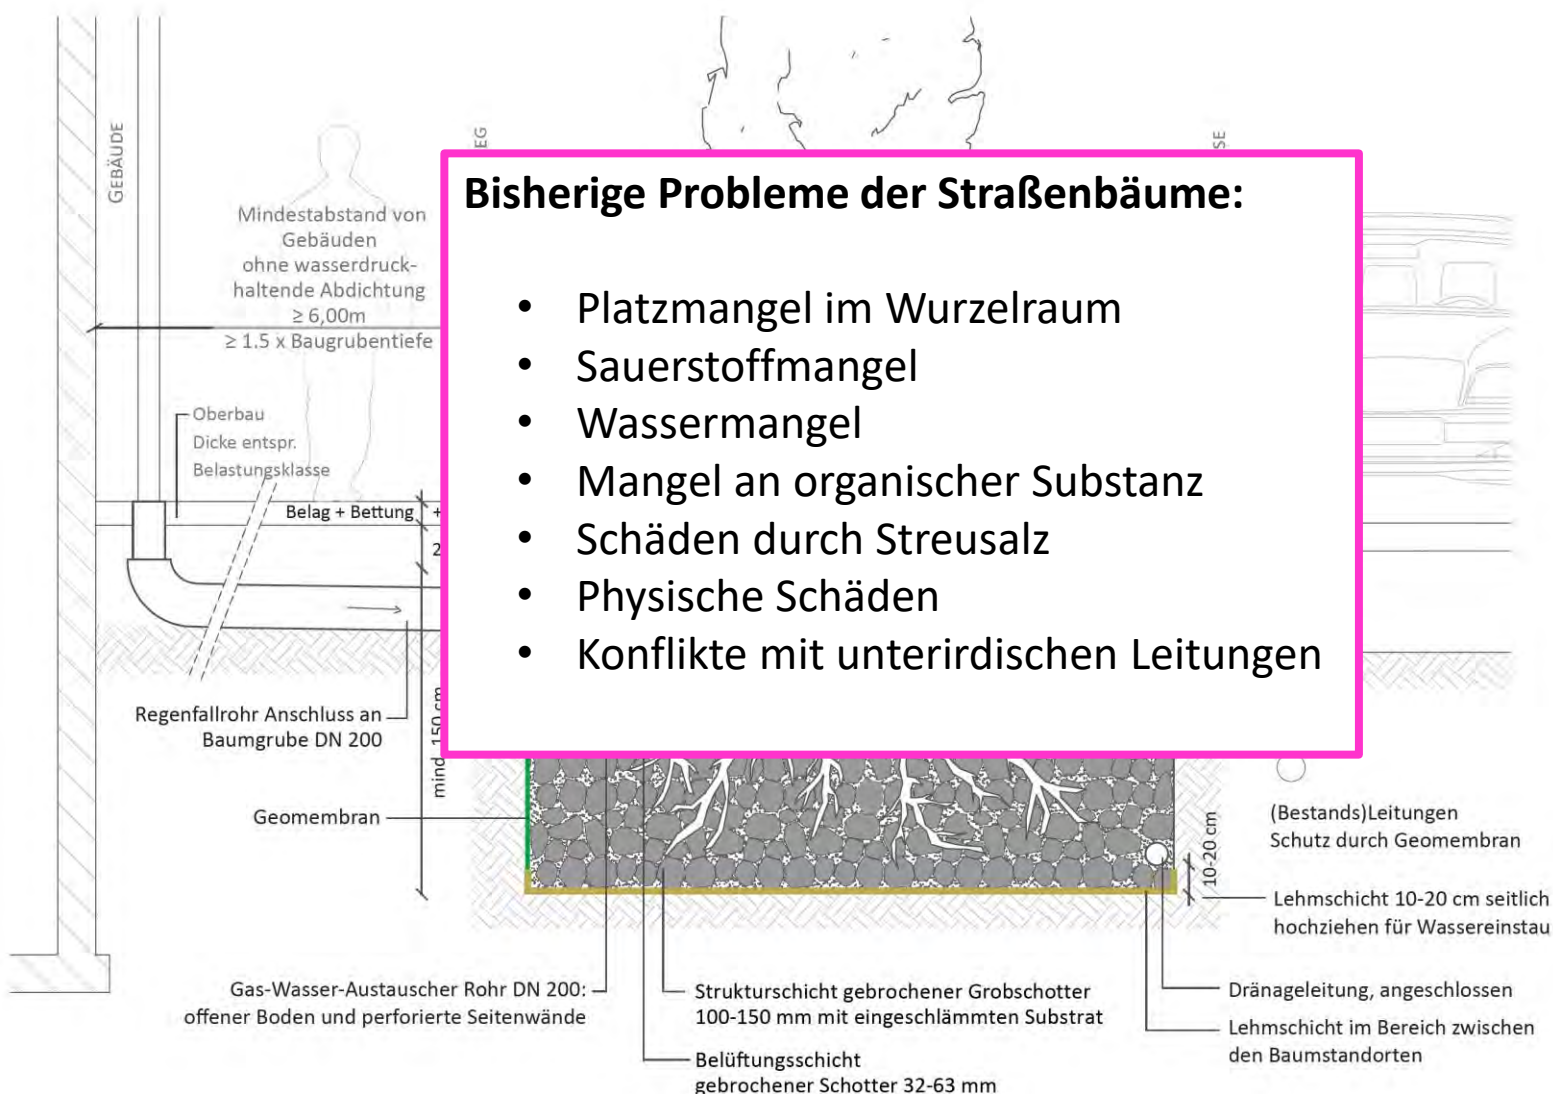 GEBÄUDE
Mindestabstand von
Gebäuden
ohne wasserdruck-
haltende Abdichtung
≥ 6,00m
≥ 1.5 x Baugrubentiefe
Oberbau
Dicke entspr.
Belastungsklasse
Belag + Bettung
+
2
EG
SE
Bisherige Probleme der Straßenbäume:
• Platzmangel im Wurzelraum
• Sauerstoffmangel
• Wassermangel
• Mangel an organischer Substanz
• Schäden durch Streusalz
• Physische Schäden
• Konflikte mit unterirdischen Leitungen
Regenfallrohr Anschluss an
Baumgrube DN 200
mind. 150 cm
Geomembran
10-20 cm
(Bestands)Leitungen
Schutz durch Geomembran
Lehmschicht 10-20 cm seitlich
hochziehen für Wassereinstau
Gas-Wasser-Austauscher Rohr DN 200:
offener Boden und perforierte Seitenwände
Strukturschicht gebrochener Grobschotter
100-150 mm mit eingeschlämmten Substrat
Belüftungsschicht
gebrochener Schotter 32-63 mm
Dränageleitung, angeschlossen
Lehmschicht im Bereich zwischen
den Baumstandorten